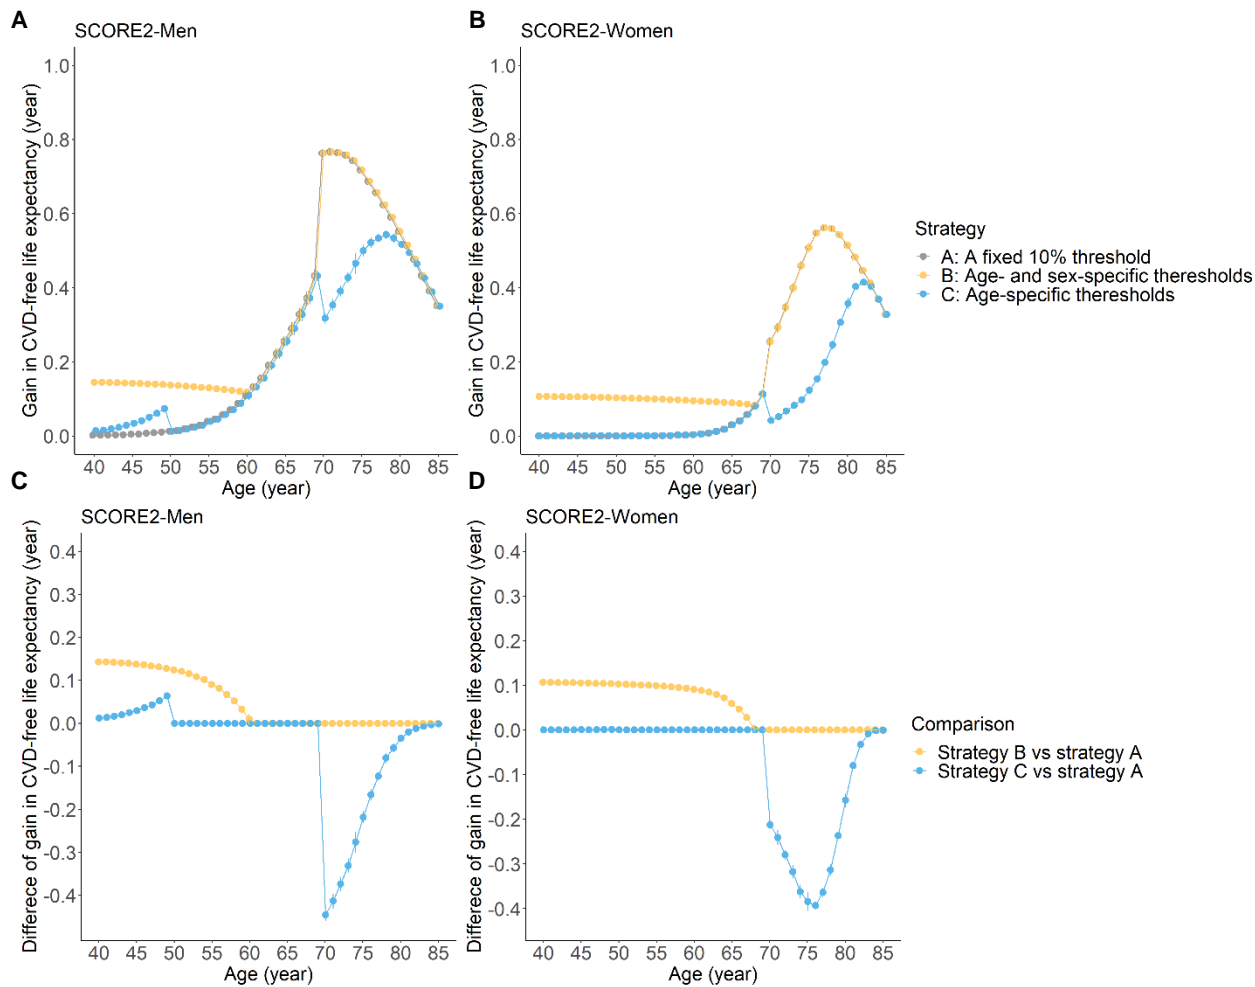 A
SCORE2-Men
Gain in CVD-free life expectancy (year)
1.0
0.8
0.6
0.4
0.2
0.0
40 45 50 55 60 65 70 75 80 85
Age (year)
B
SCORE2-Women
Gain in CVD-free life expectancy (year)
1.0
0.8
0.6
0.4
0.2
0.0
40 45 50 55 60 65 70 75 80 85
Age (year)
Strategy
A: A fixed 10% threshold
B: Age- and sex-specific theresholds
C: Age-specific theresholds
C
SCORE2-Men
Differece of gain in CVD-free life expectancy (year)
0.4
0.3
0.2
0.1
0.0
-0.1
-0.2
-0.3
-0.4
40 45 50 55 60 65 70 75 80 85
Age (year)
D
SCORE2-Women
Differece of gain in CVD-free life expectancy (year)
0.4
0.3
0.2
0.1
0.0
-0.1
-0.2
-0.3
-0.4
40 45 50 55 60 65 70 75 80 85
Age (year)
Comparison
Strategy B vs strategy A
Strategy C vs strategy A